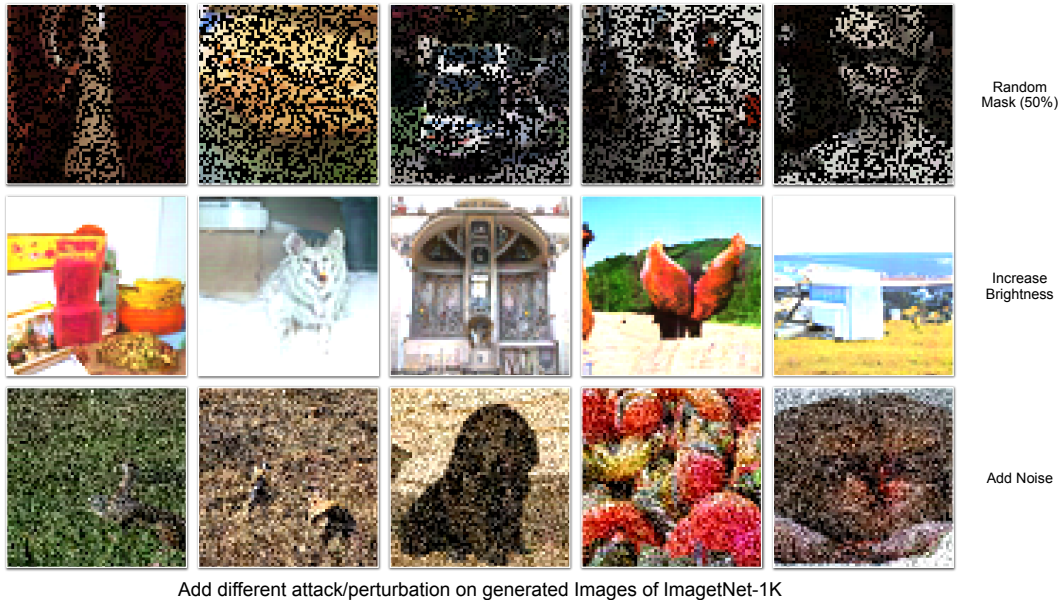 Random
Mask (50%)
Increase
Brightness
Add Noise
Add different attack/perturbation on generated Images of ImagetNet-1K